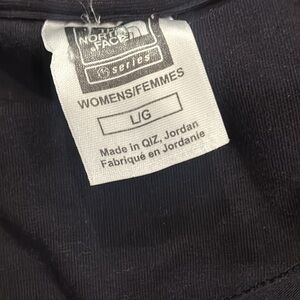 NORTH
FACE
series
WOMENS/FEMMES
L/G
Made in QIZ, Jordan
Fabriqué en Jordanie